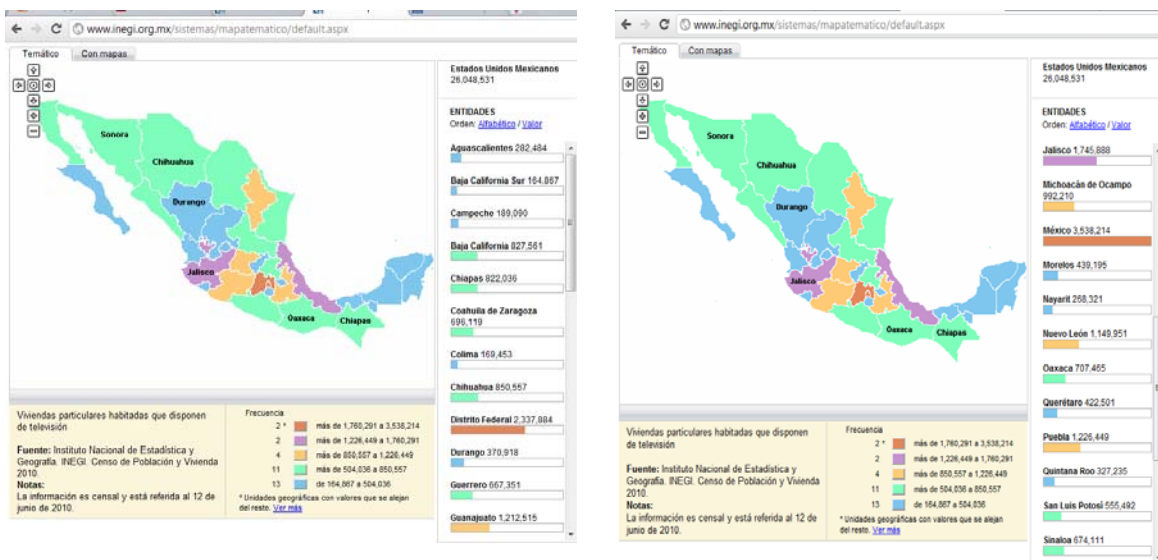 www.inegi.org.mx/sistemas/mapatematico/default.aspx
Temático Con mapas
Sonora
Chihuahua
Durango
Jalisco
Oaxaca
Chiapas
Estados Unidos Mexicanos
26,048,531
ENTIDADES
Orden: Alfabético / Valor
Aguascalientes 282,484
Baja California Sur 164,867
Campeche 189,090
Baja California 827,561
Chiapas 822,036
Coahuila de Zaragoza
696,119
Colima 169,453
Chihuahua 850,557
Distrito Federal 2,337,884
Durango 370,918
Guerrero 667,351
Guanajuato 1,212,515
Viviendas particulares habitadas que disponen
de televisión
Fuente: Instituto Nacional de Estadística y
Geografía. INEGI. Censo de Población y Vivienda
2010.
Notas:
La información es censal y está referida al 12 de
junio de 2010.
Frecuencia
2 * más de 1,760,291 a 3,538,214
2 más de 1,226,449 a 1,760,291
4 más de 850,557 a 1,226,449
11 más de 504,036 a 850,557
13 de 164,867 a 504,036
* Unidades geográficas con valores que se alejan
del resto. Ver más
www.inegi.org.mx/sistemas/mapatematico/default.aspx
Temático Con mapas
Sonora
Chihuahua
Durango
Jalisco
Oaxaca
Chiapas
Estados Unidos Mexicanos
26,048,531
ENTIDADES
Orden: Alfabético / Valor
Jalisco 1,745,888
Michoacán de Ocampo
992,210
México 3,538,214
Morelos 439,195
Nayarit 268,321
Nuevo León 1,149,951
Oaxaca 707,465
Querétaro 422,501
Puebla 1,226,449
Quintana Roo 327,235
San Luis Potosí 555,492
Sinaloa 674,111
Viviendas particulares habitadas que disponen
de televisión
Fuente: Instituto Nacional de Estadística y
Geografía. INEGI. Censo de Población y Vivienda
2010.
Notas:
La información es censal y está referida al 12 de
junio de 2010.
Frecuencia
2 * más de 1,760,291 a 3,538,214
2 más de 1,226,449 a 1,760,291
4 más de 850,557 a 1,226,449
11 más de 504,036 a 850,557
13 de 164,867 a 504,036
* Unidades geográficas con valores que se alejan
del resto. Ver más